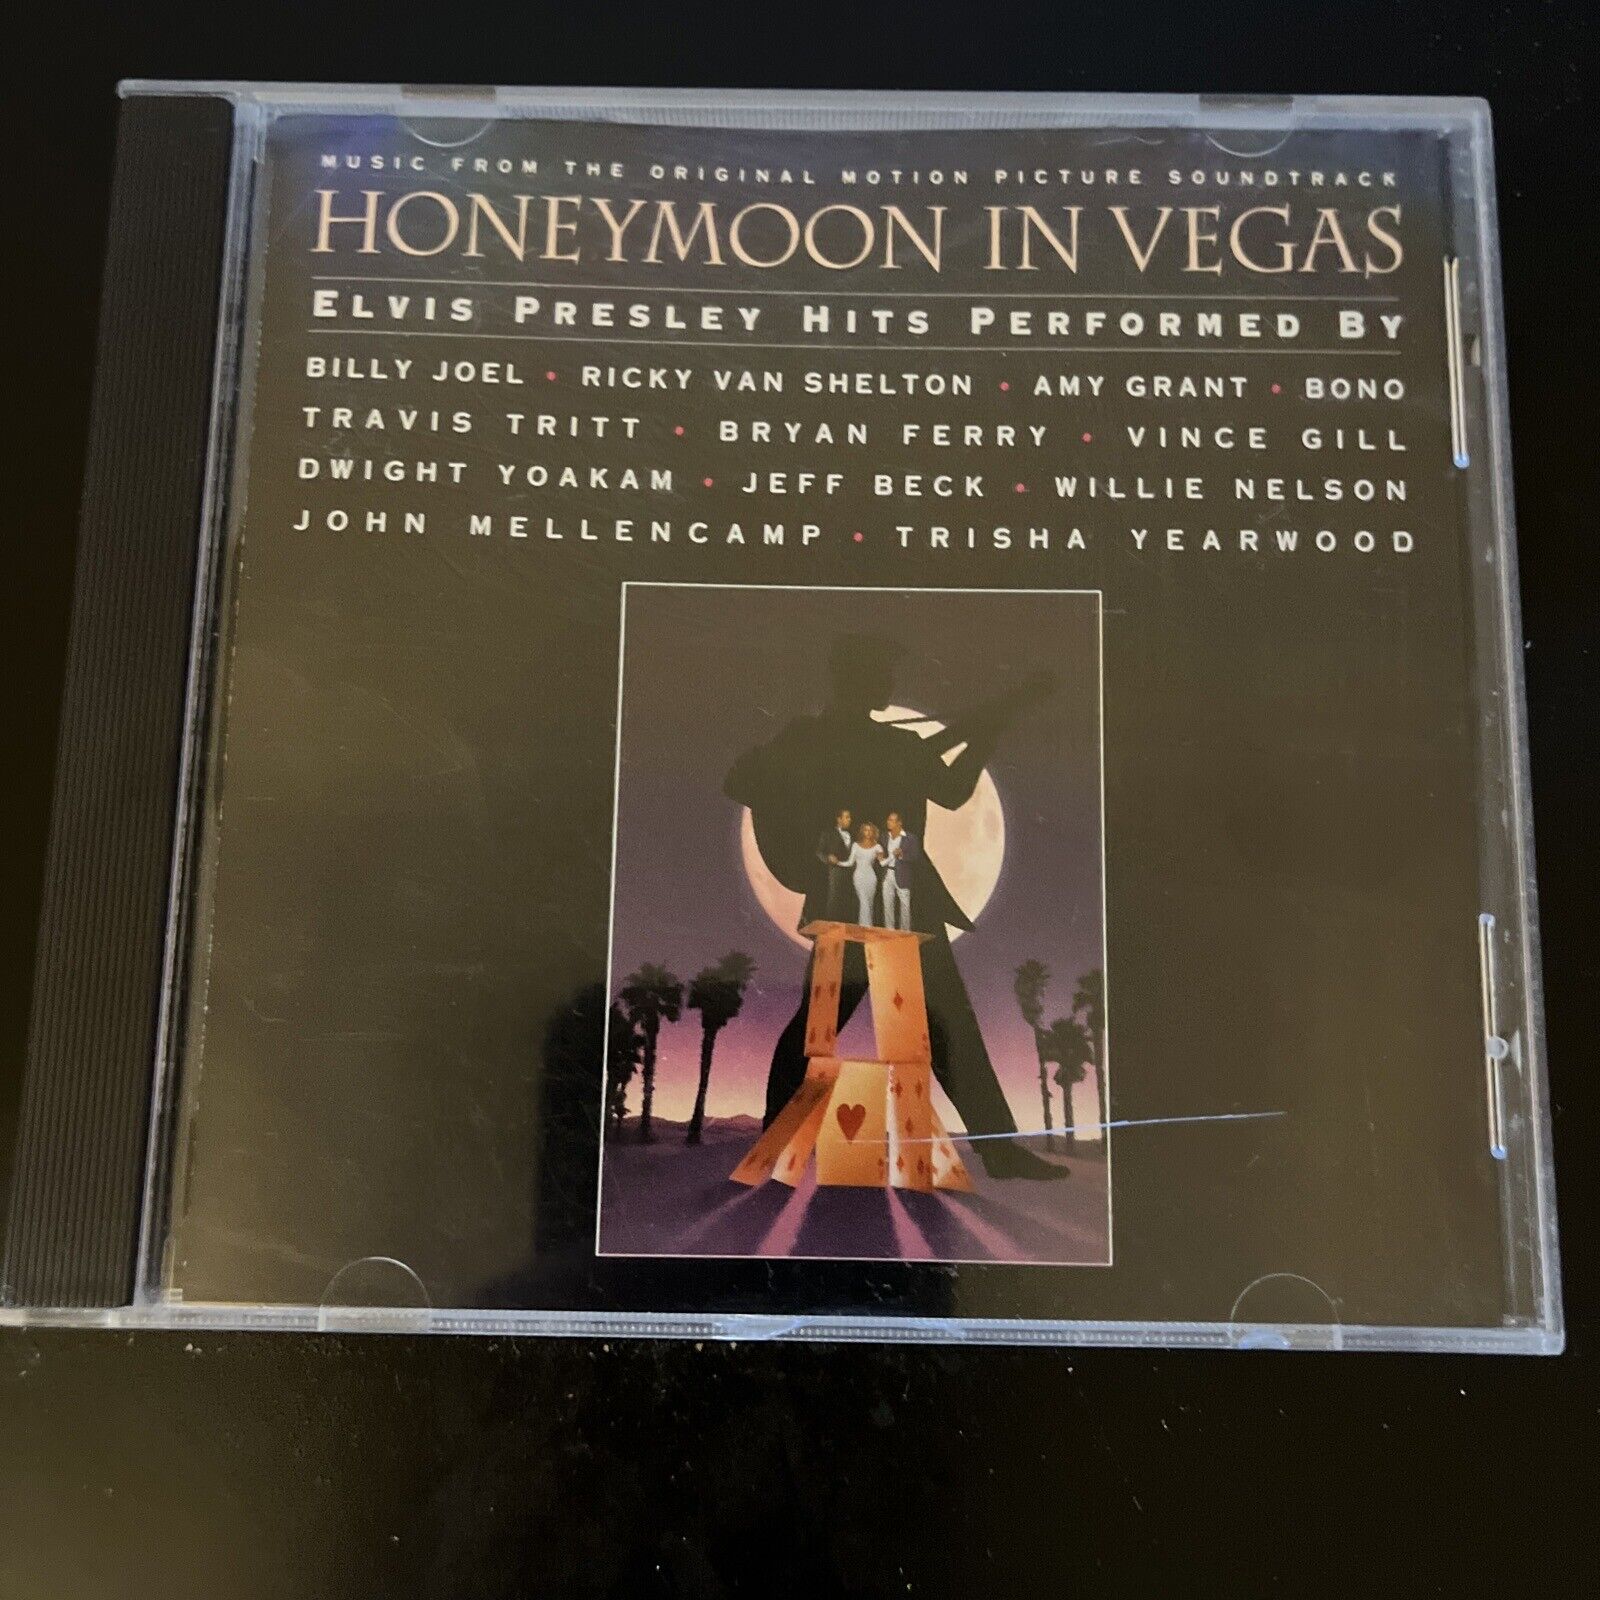 MUSIC FROM THE ORIGINAL MOTION PICTURE SOUNDTRACK
HONEYMOON IN VEGAS
ELVIS PRESLEY HITS PERFORMED BY
BILLY JOEL • RICKY VAN SHELTON • AMY GRANT • BONO
TRAVIS TRITT • BRYAN FERRY • VINCE GILL
DWIGHT YOAKAM • JEFF BECK • WILLIE NELSON
JOHN MELLENCAMP • TRISHA YEARWOOD